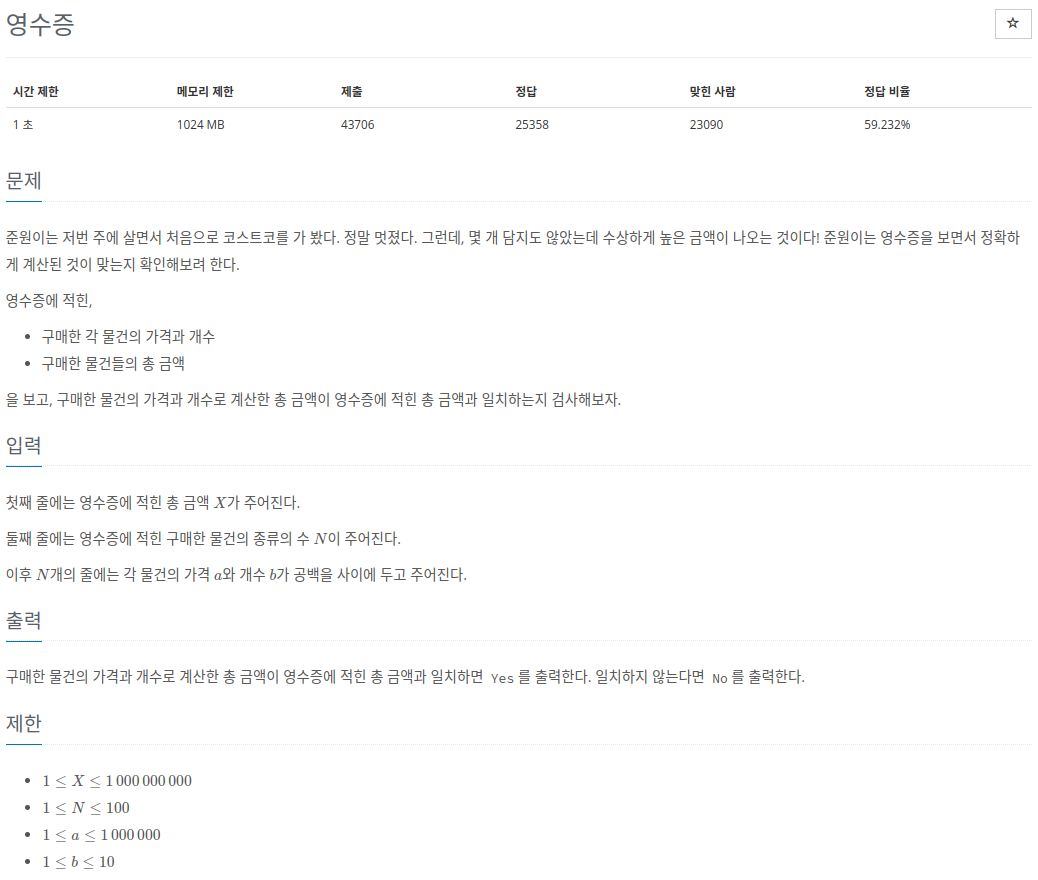 영수증
☆
시간 제한 메모리 제한 제출 정답 맞힌 사람 정답 비율
1 초 1024 MB 43706 25358 23090 59.232%
문제
준원이는 저번 주에 살면서 처음으로 코스트코를 가 봤다. 정말 멋졌다. 그런데, 몇 개 담지도 않았는데 수상하게 높은 금액이 나오는 것이다! 준원이는 영수증을 보면서 정확하
게 계산된 것이 맞는지 확인해보려 한다.
영수증에 적힌,
• 구매한 각 물건의 가격과 개수
• 구매한 물건들의 총 금액
을 보고, 구매한 물건의 가격과 개수로 계산한 총 금액이 영수증에 적힌 총 금액과 일치하는지 검사해보자.
입력
첫째 줄에는 영수증에 적힌 총 금액 X가 주어진다.
둘째 줄에는 영수증에 적힌 구매한 물건의 종류의 수 N이 주어진다.
이후 N개의 줄에는 각 물건의 가격 a와 개수 b가 공백을 사이에 두고 주어진다.
출력
구매한 물건의 가격과 개수로 계산한 총 금액이 영수증에 적힌 총 금액과 일치하면 Yes 를 출력한다. 일치하지 않는다면 No 를 출력한다.
제한
• 1 ≤ X ≤ 1 000 000 000
• 1 ≤ N ≤ 100
• 1 ≤ a ≤ 1 000 000
• 1 ≤ b ≤ 10